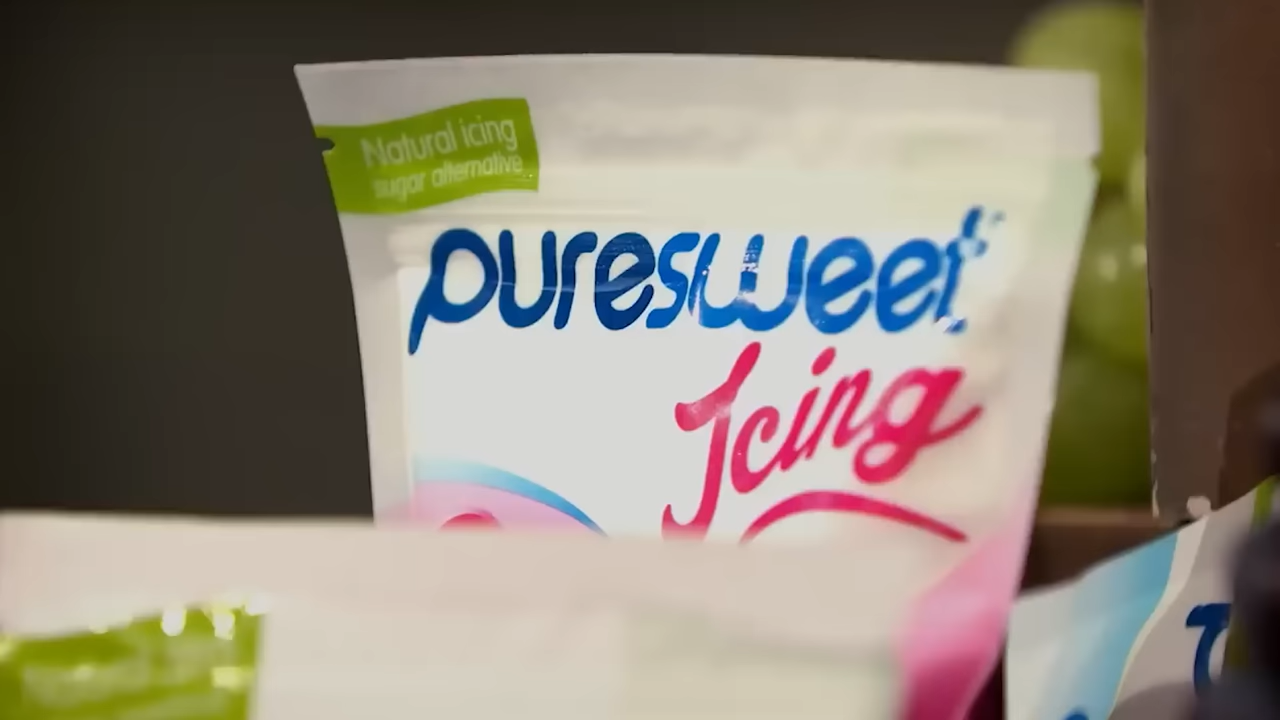 Natural icing
sugar alternative
puresweet
Icing